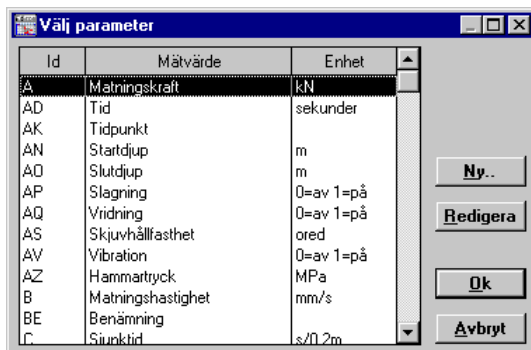 Välj parameter
Id Mätvärde Enhet
A Matningskraft kN
AD Tid sekunder
AK Tidpunkt
AN Startdjup m
AO Slutdjup m
AP Slagning 0=av 1=på
AQ Vridning 0=av 1=på
AS Skjuvhållfasthet ored
AV Vibration 0=av 1=på
AZ Hammartryck MPa
B Matningshastighet mm/s
BE Benämning
C Sjunktid s/0.2m
Ny..
Redigera
Ok
Avbryt